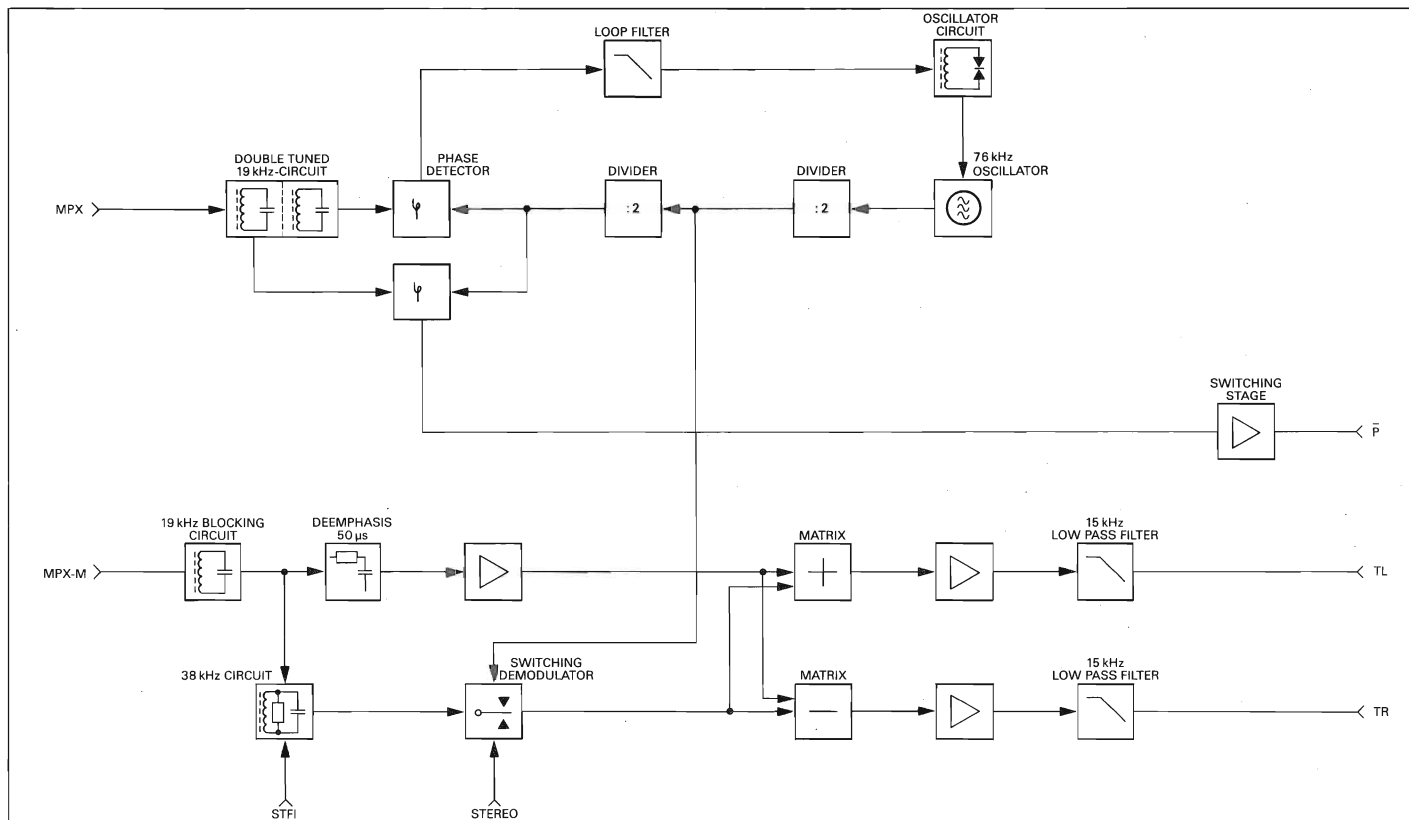 OSCILLATOR
CIRCUIT
LOOP FILTER
DOUBLE TUNED
19 kHz-CIRCUIT
PHASE
DETECTOR
DIVIDER
DIVIDER
76 kHz
OSCILLATOR
MPX
φ
:2
:2
φ
SWITCHING
STAGE
P̄
19 kHz BLOCKING
CIRCUIT
DEEMPHASIS
50 µs
MATRIX
15 kHz
LOW PASS FILTER
MPX-M
+
TL
38 kHz CIRCUIT
SWITCHING
DEMODULATOR
MATRIX
15 kHz
LOW PASS FILTER
−
TR
STFI
STEREO